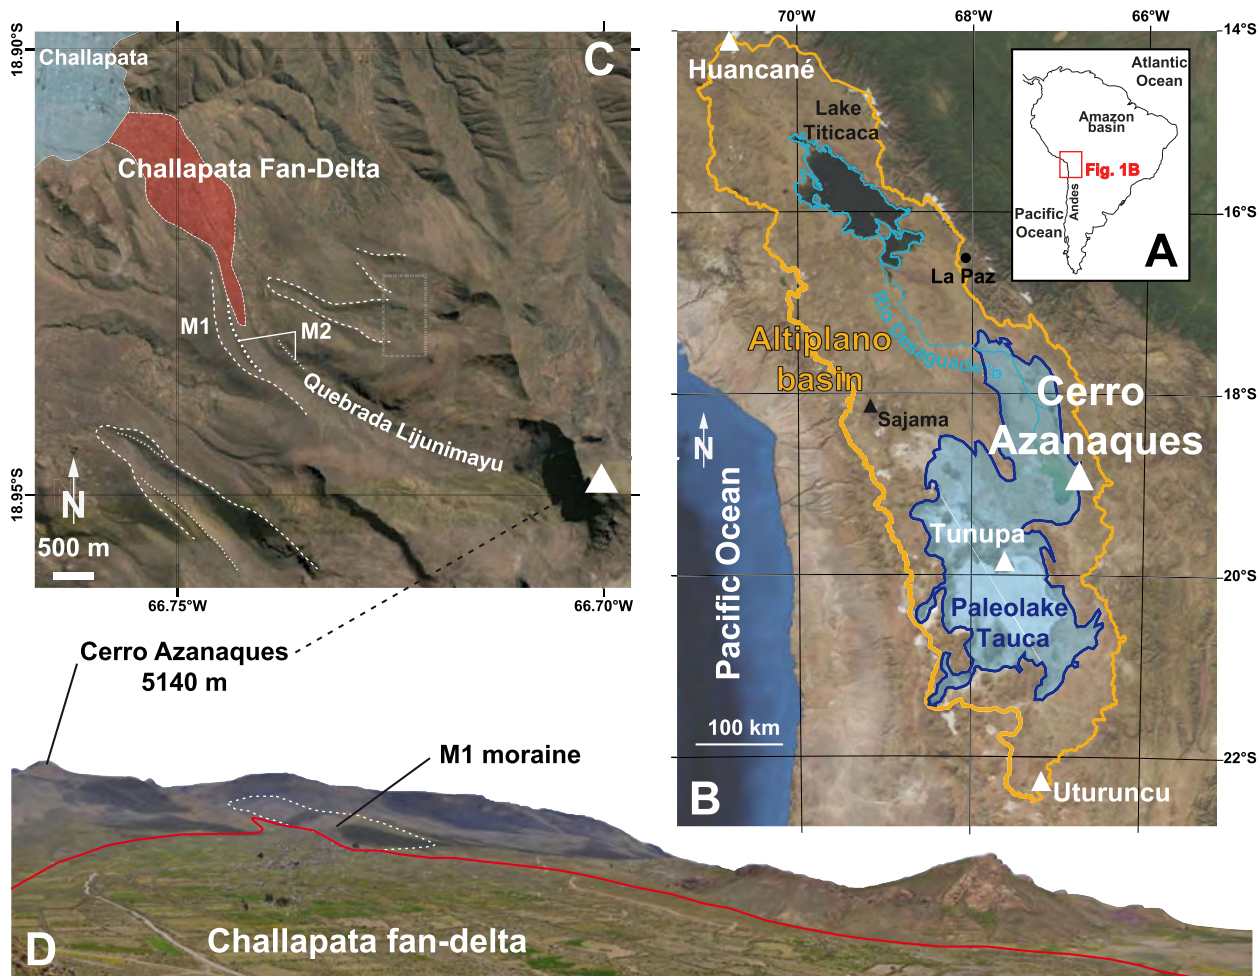 18.90°S
Challapata
C
Challapata Fan-Delta
M1
M2
Quebrada Lijunimayu
18.95°S
N
500 m
66.75°W
66.70°W
70°W
68°W
66°W
14°S
Huancané
Lake
Titicaca
16°S
La Paz
Río Desaguadero
Altiplano
basin
Cerro
Azanaques
18°S
Sajama
N
Pacific Ocean
Tunupa
20°S
Paleolake
Tauca
100 km
22°S
B
Uturuncu
Atlantic
Ocean
Amazon
basin
Fig. 1B
Andes
Pacific
Ocean
A
Cerro Azanaques
5140 m
M1 moraine
D
Challapata fan-delta